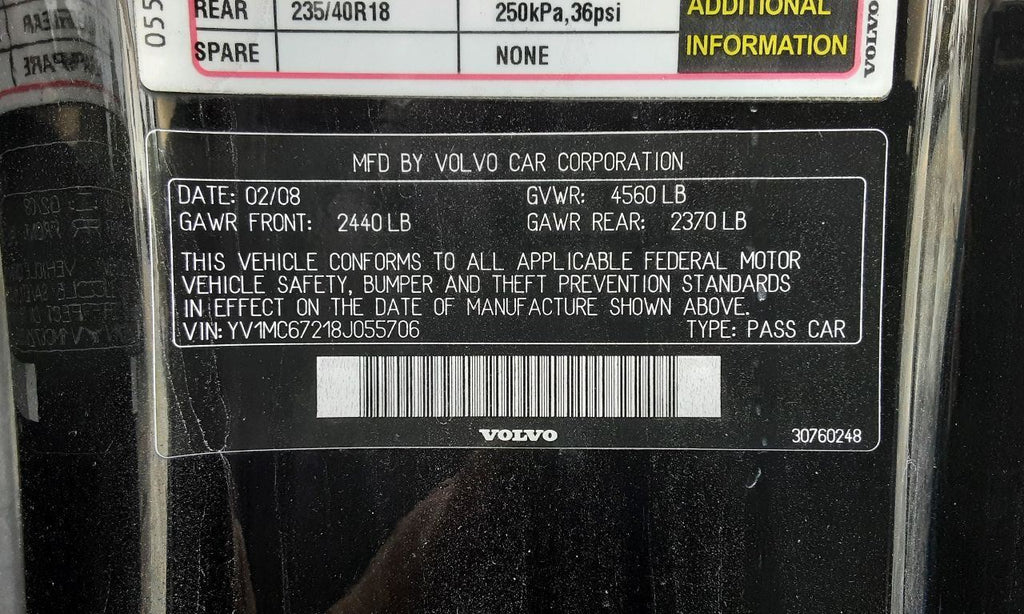 055
REAR 235/40R18 250kPa,36psi ADDITIONAL
SPARE NONE INFORMATION
VOLVO
MFD BY VOLVO CAR CORPORATION
DATE: 02/08 GVWR: 4560 LB
GAWR FRONT: 2440 LB GAWR REAR: 2370 LB
THIS VEHICLE CONFORMS TO ALL APPLICABLE FEDERAL MOTOR
VEHICLE SAFETY, BUMPER AND THEFT PREVENTION STANDARDS
IN EFFECT ON THE DATE OF MANUFACTURE SHOWN ABOVE.
VIN: YV1MC67218J055706 TYPE: PASS CAR
VOLVO 30760248